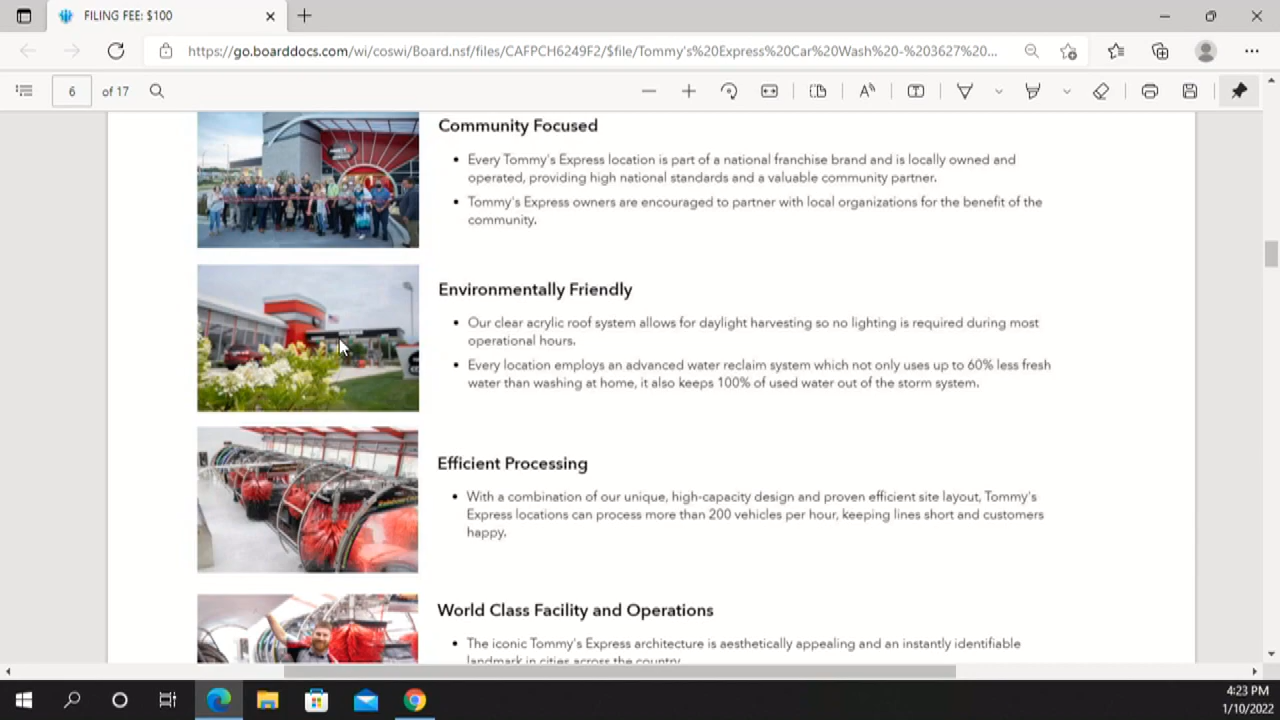 FILING FEE: $100
https://go.boarddocs.com/wi/coswi/Board.nsf/files/CAFPCH6249F2/$file/Tommy's%20Express%20Car%20Wash%20-%203627%20...
6 of 17
Community Focused
• Every Tommy's Express location is part of a national franchise brand and is locally owned and
operated, providing high national standards and a valuable community partner.
• Tommy's Express owners are encouraged to partner with local organizations for the benefit of the
community.
Environmentally Friendly
• Our clear acrylic roof system allows for daylight harvesting so no lighting is required during most
operational hours.
• Every location employs an advanced water reclaim system which not only uses up to 60% less fresh
water than washing at home, it also keeps 100% of used water out of the storm system.
Efficient Processing
• With a combination of our unique, high-capacity design and proven efficient site layout, Tommy's
Express locations can process more than 200 vehicles per hour, keeping lines short and customers
happy.
World Class Facility and Operations
• The iconic Tommy's Express architecture is aesthetically appealing and an instantly identifiable
landmark in cities across the country.
4:23 PM
1/10/2022